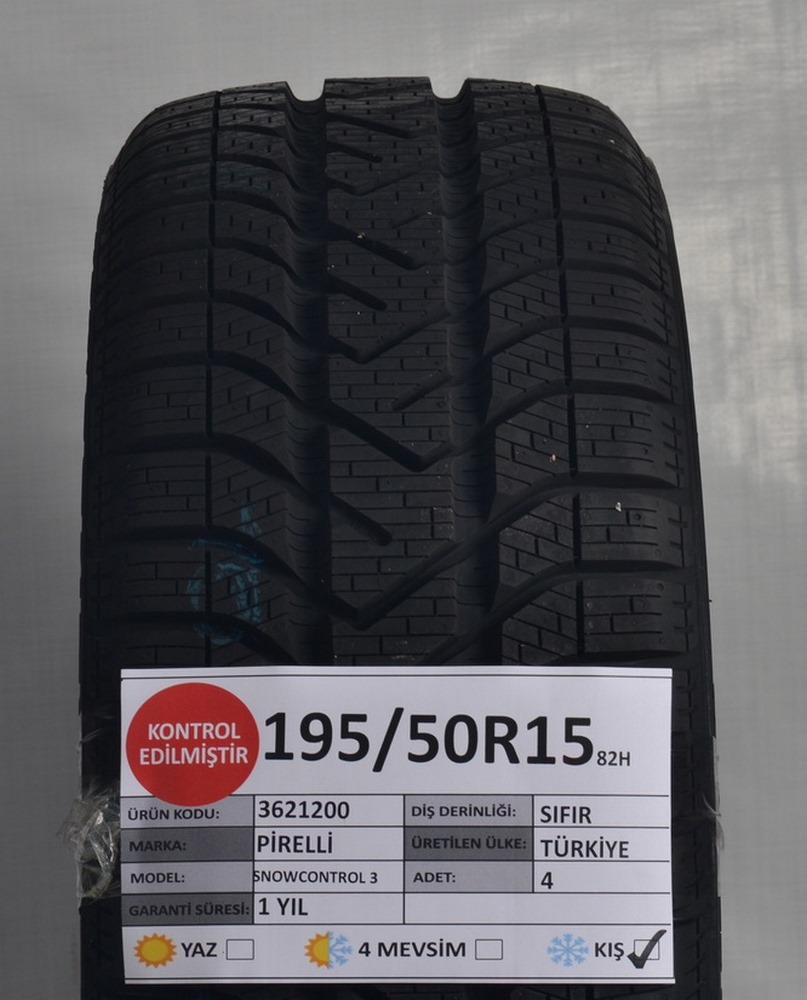 KONTROL
EDİLMİŞTİR
195/50R15 82H
ÜRÜN KODU: 3621200 DİŞ DERİNLİĞİ: SIFIR
MARKA: PİRELLİ ÜRETİLEN ÜLKE: TÜRKİYE
MODEL: SNOWCONTROL 3 ADET: 4
GARANTİ SÜRESİ: 1 YIL
YAZ 4 MEVSİM KIŞ